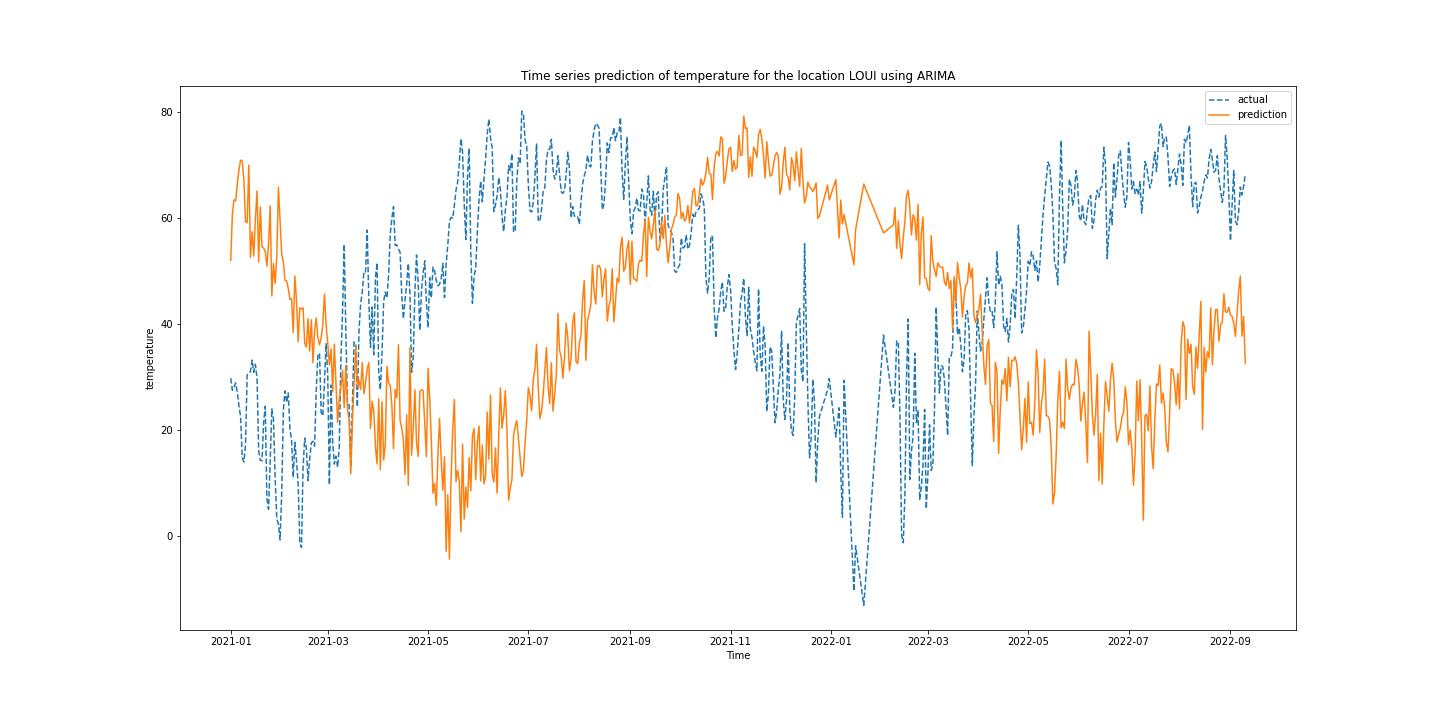 Time series prediction of temperature for the location LOUI using ARIMA
actual
prediction
80
60
40
20
0
temperature
2021-01 2021-03 2021-05 2021-07 2021-09 2021-11 2022-01 2022-03 2022-05 2022-07 2022-09
Time